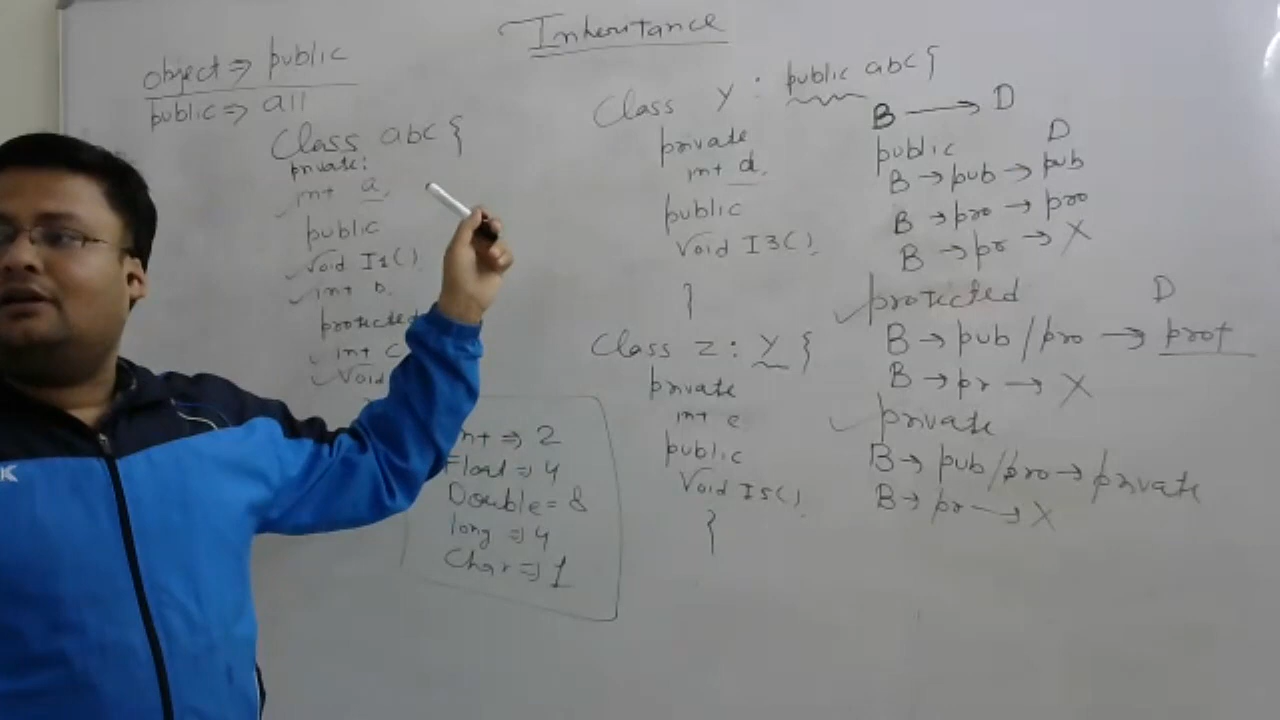 Inheritance
object => public
public => all
Class abc {
private:
int a,
public
void I1()
int b,
protected
int c
void
int => 2
Float => 4
Double = 8
long => 4
Char => 1
Class Y : public abc {
private
int d,
public
void I3(),
}
Class Z : Y {
private
int e
public
void I5(),
}
B → D
public D
B → pub → pub
B → pro → pro
B → pr → X
protected D
B → pub/pro → prot
B → pr → X
private
B → pub/pro → private
B → pr → X
K